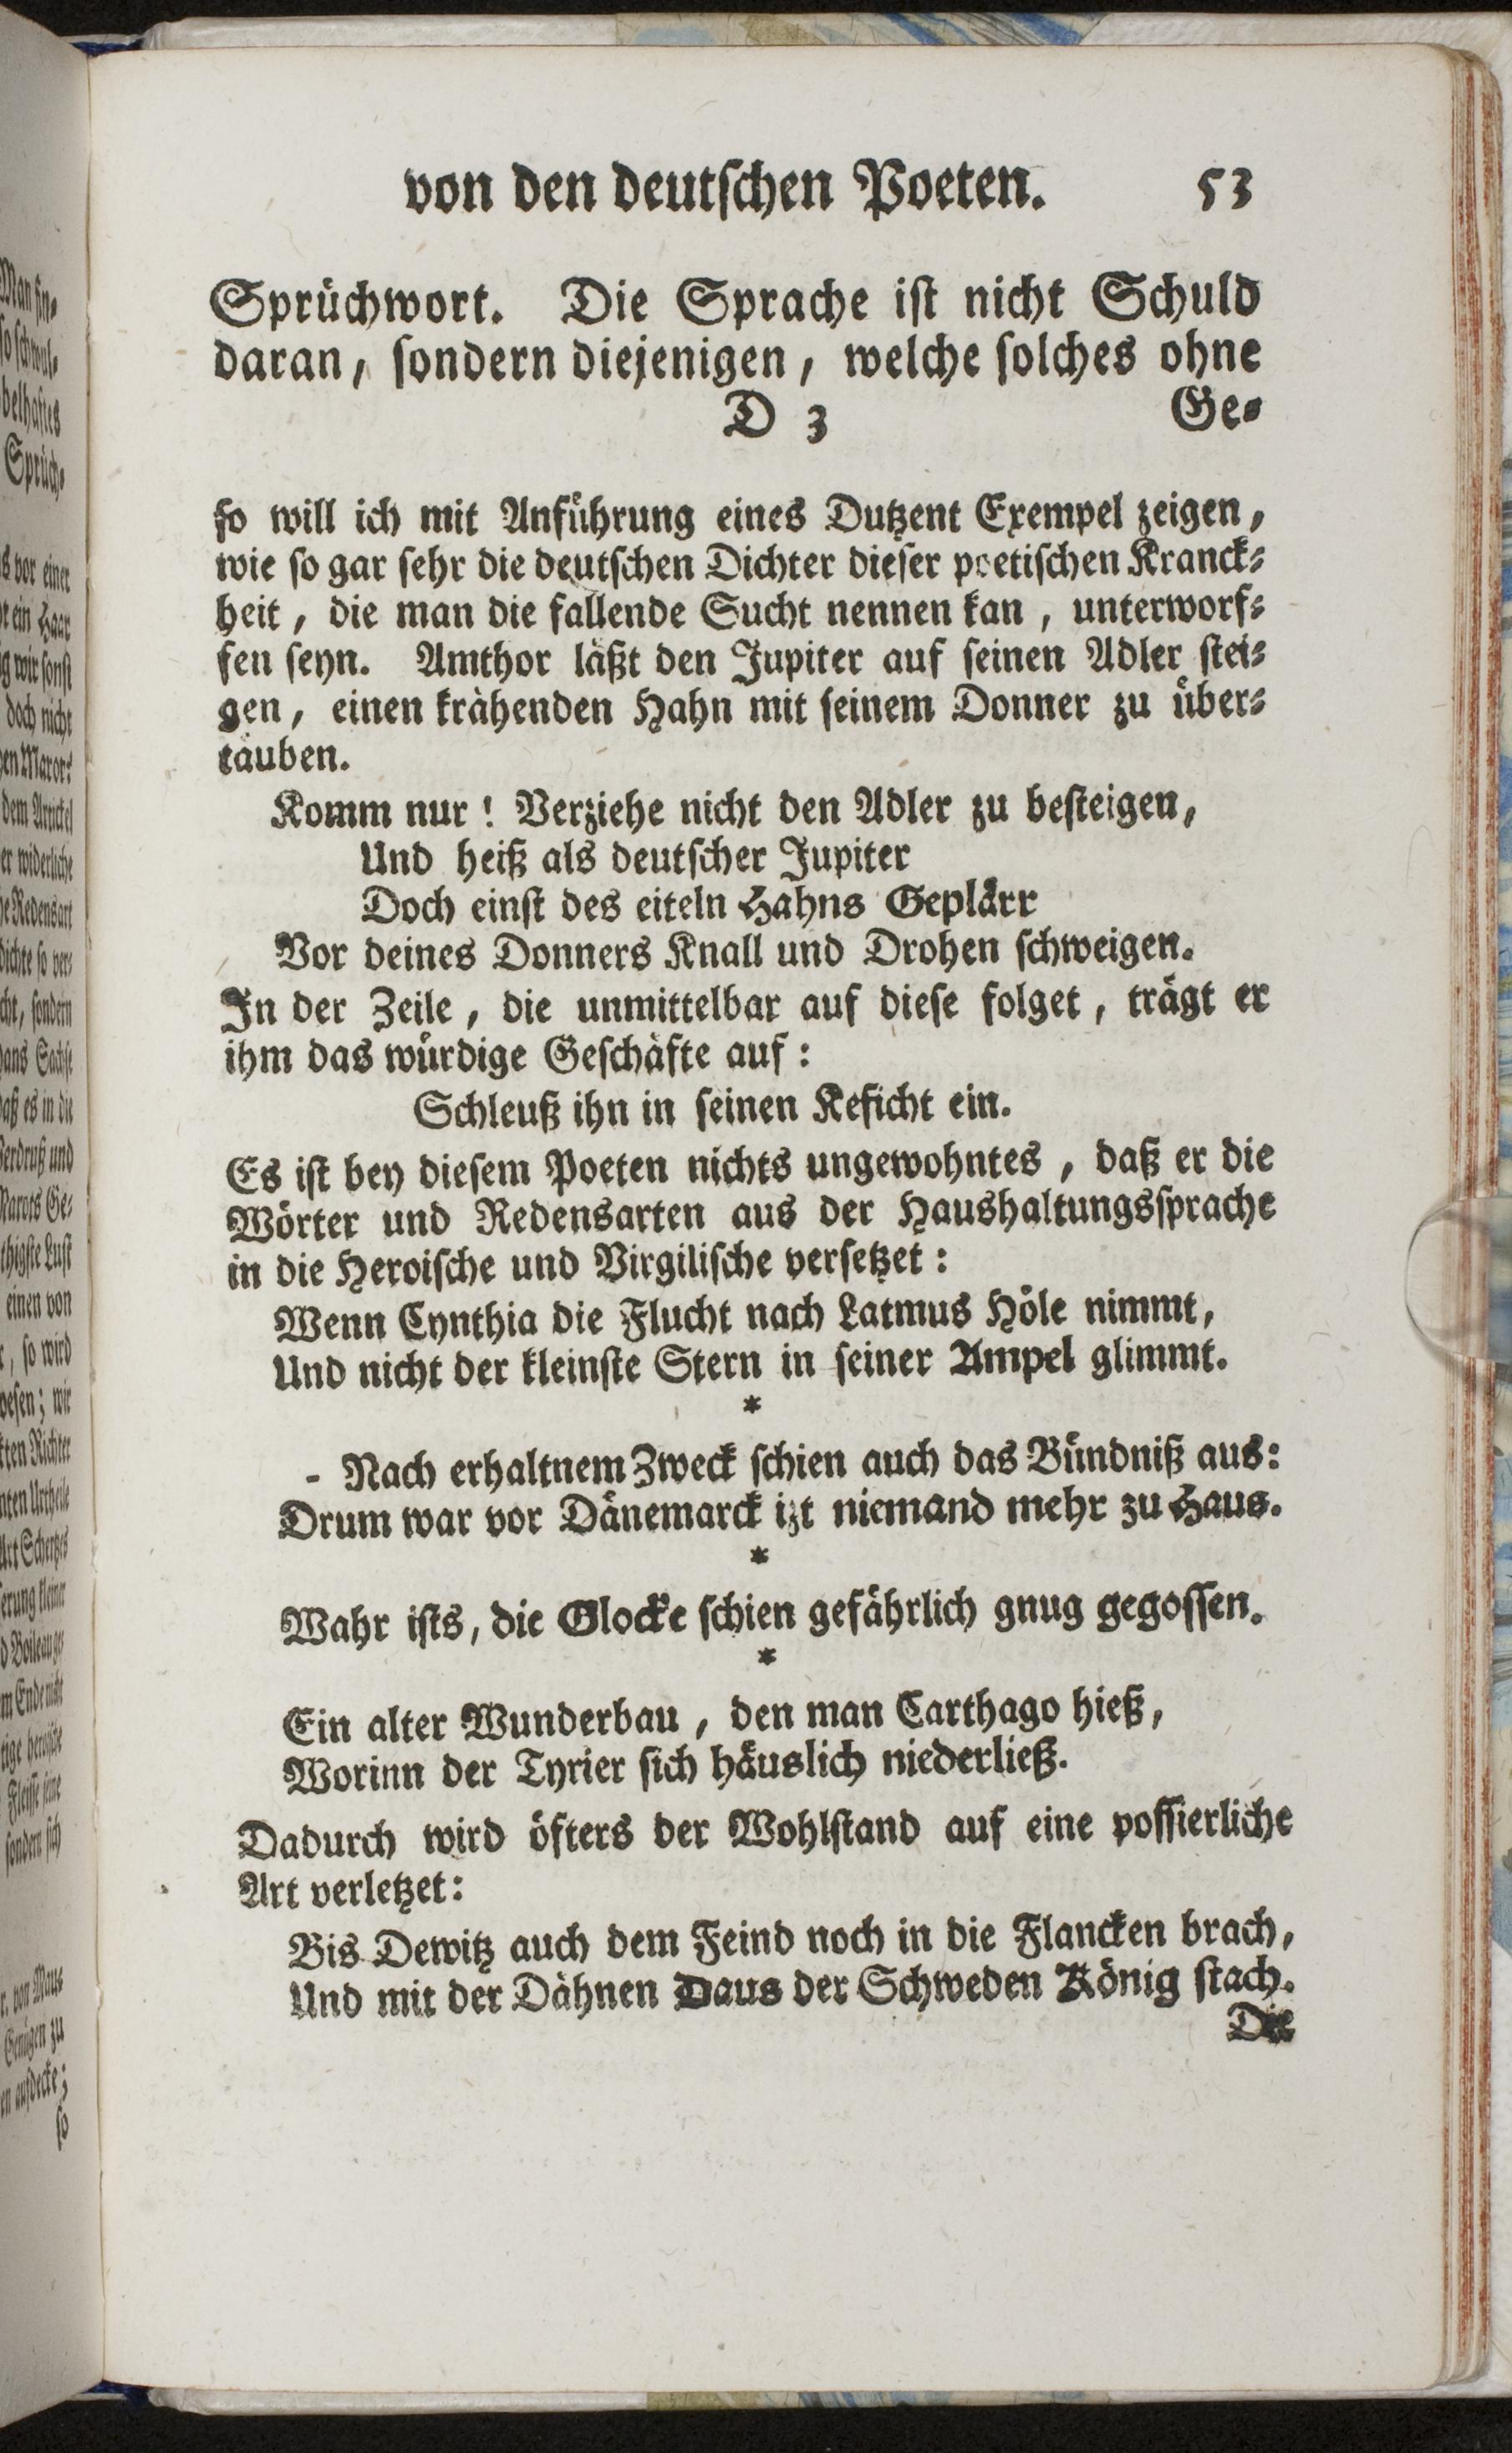 von den deutschen Poeten. 53
Sprüchwort. Die Sprache ist nicht Schuld
daran, sondern diejenigen, welche solches ohne
D 3 Ge-
so will ich mit Anführung eines Dutzent Exempel zeigen,
wie so gar sehr die deutschen Dichter dieser poetischen Kranck-
heit, die man die fallende Sucht nennen kan, unterworf-
fen seyn. Amthor läßt den Jupiter auf seinen Adler stei-
gen, einen krähenden Hahn mit seinem Donner zu über-
täuben.
Komm nur! Verziehe nicht den Adler zu besteigen,
Und heiß als deutscher Jupiter
Doch einst des eiteln Hahns Geplärr
Vor deines Donners Knall und Drohen schweigen.
In der Zeile, die unmittelbar auf diese folget, trägt er
ihm das würdige Geschäfte auf:
Schleuß ihn in seinen Keficht ein.
Es ist bey diesem Poeten nichts ungewohntes, daß er die
Wörter und Redensarten aus der Haushaltungssprache
in die Heroische und Virgilische versetzet:
Wenn Cynthia die Flucht nach Latmus Höle nimmt,
Und nicht der kleinste Stern in seiner Ampel glimmt.
*
- Nach erhaltnem Zweck schien auch das Bündniß aus:
Drum war vor Dänemarck izt niemand mehr zu Haus.
*
Wahr ists, die Glocke schien gefährlich gnug gegossen.
*
Ein alter Wunderbau, den man Carthago hieß,
Worinn der Tyrier sich häuslich niederließ.
Dadurch wird öfters der Wohlstand auf eine possierliche
Art verletzet:
Bis Dewitz auch dem Feind noch in die Flancken brach,
Und mit der Dähnen Daus der Schweden König stach.
Die